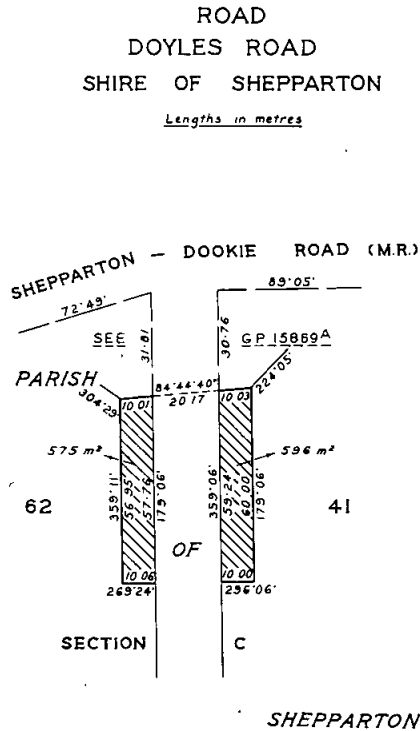 ROAD
DOYLES ROAD
SHIRE OF SHEPPARTON
Lengths in metres
SHEPPARTON – DOOKIE ROAD (M.R.)
72°49'
89°05'
SEE
31·81
30·76
GP 15869A
PARISH
304°29'
84°44'40"
20 17
224°05'
10 01
10 03
575 m²
596 m²
62
359°11'
56·95
57·76
179°06'
359°06'
59·24
60·00
179°06'
41
OF
10 06
10 00
269°24'
296°06'
SECTION C
SHEPPARTON